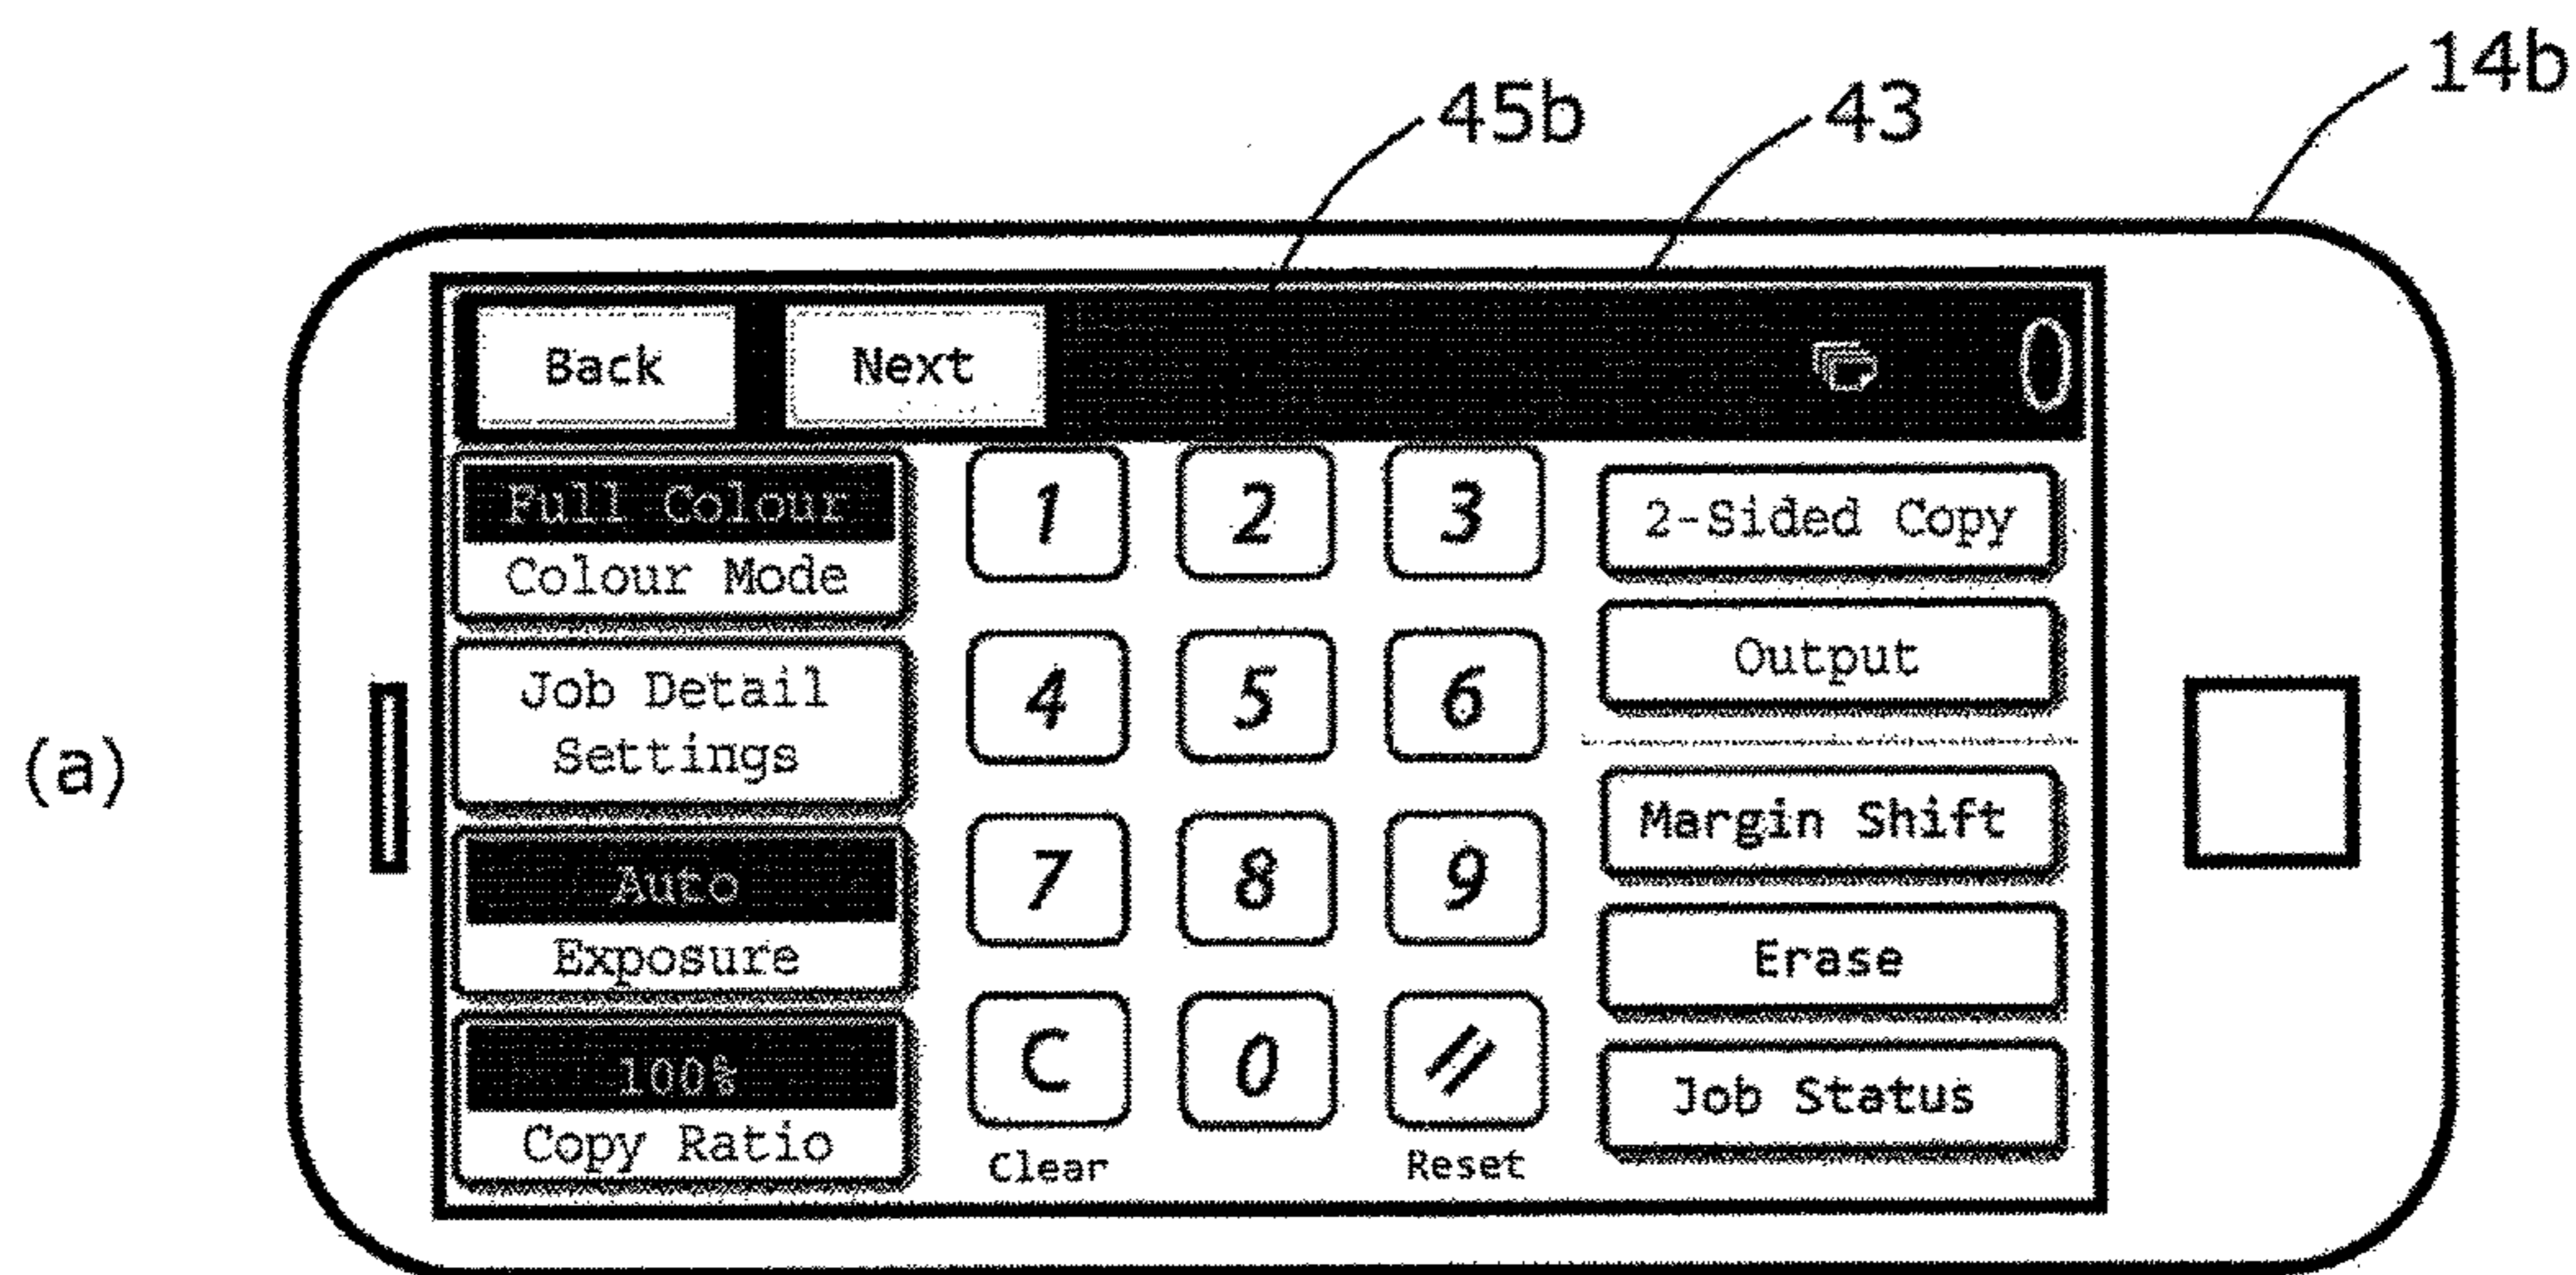 14b
45b
43
Back
Next
0
Full Colour
Colour Mode
Job Detail
Settings
Auto
Exposure
100%
Copy Ratio
1
2
3
4
5
6
7
8
9
C
0
Clear
Reset
2-Sided Copy
Output
Margin Shift
Erase
Job Status
(a)